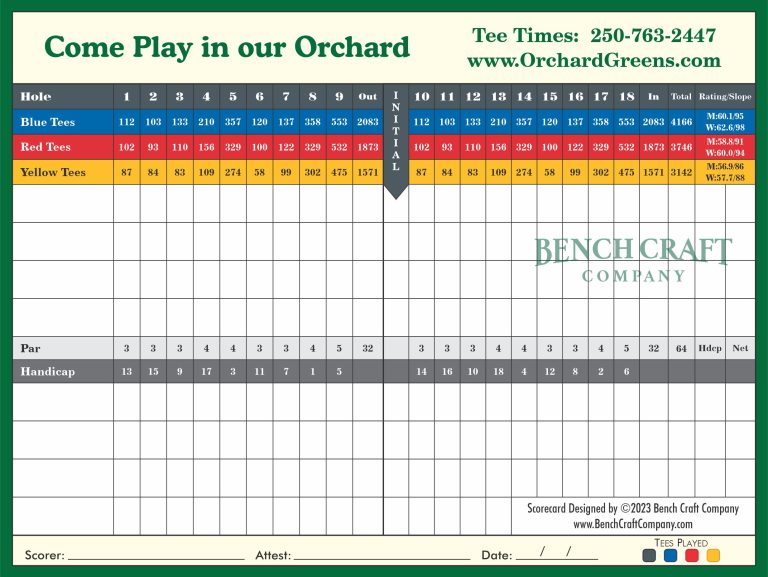 Come Play in our Orchard
Tee Times: 250-763-2447
www.OrchardGreens.com
Hole 1 2 3 4 5 6 7 8 9 Out INITIAL 10 11 12 13 14 15 16 17 18 In Total Rating/Slope
Blue Tees 112 103 133 210 357 120 137 358 553 2083 112 103 133 210 357 120 137 358 553 2083 4166 M:60.1/95 W:62.6/98
Red Tees 102 93 110 156 329 100 122 329 532 1873 102 93 110 156 329 100 122 329 532 1873 3746 M:58.8/91 W:60.0/94
Yellow Tees 87 84 83 109 274 58 99 302 475 1571 87 84 83 109 274 58 99 302 475 1571 3142 M:56.9/86 W:57.7/88
BENCH CRAFT
COMPANY
Par 3 3 3 4 4 3 3 4 5 32 3 3 3 4 4 3 3 4 5 32 64 Hdcp Net
Handicap 13 15 9 17 3 11 7 1 5 14 16 10 18 4 12 8 2 6
Scorecard Designed by ©2023 Bench Craft Company
www.BenchCraftCompany.com
Scorer: Attest: Date: / /
Tees Played